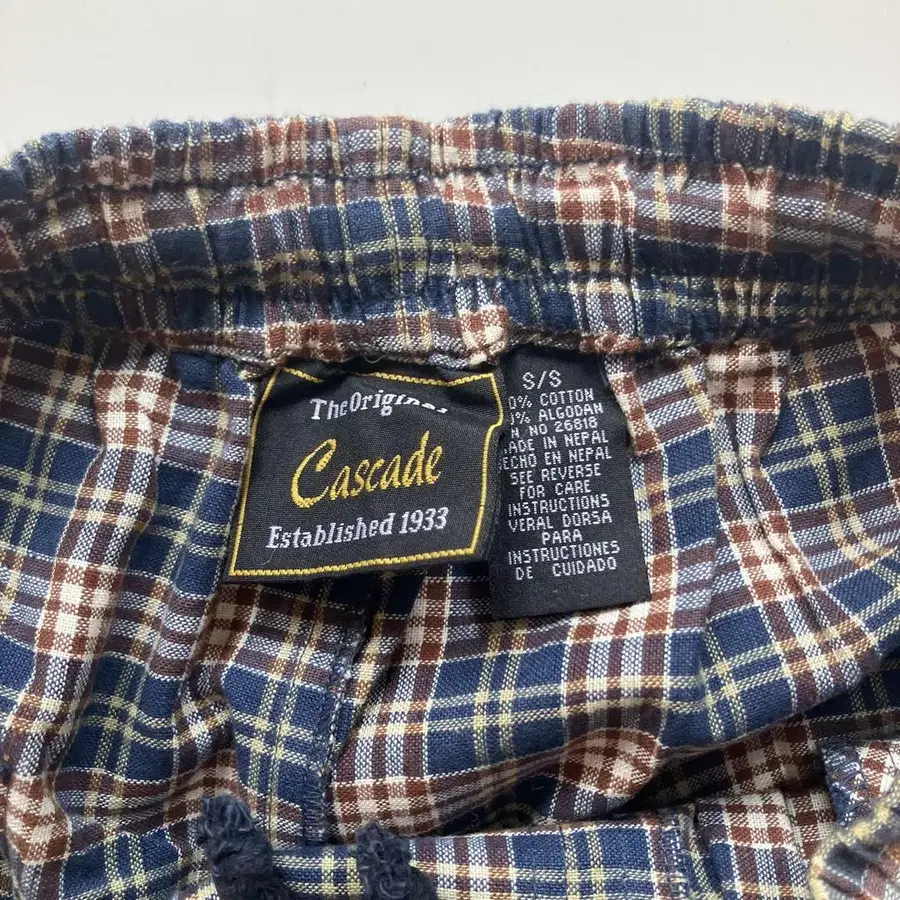 The Original
Cascade
Established 1933
S/S
0% COTTON
0% ALGODAN
N NO 26818
ADE IN NEPAL
ECHO EN NEPAL
SEE REVERSE
FOR CARE
INSTRUCTIONS
VERAL DORSA
PARA
INSTRUCTIONES
DE CUIDADO